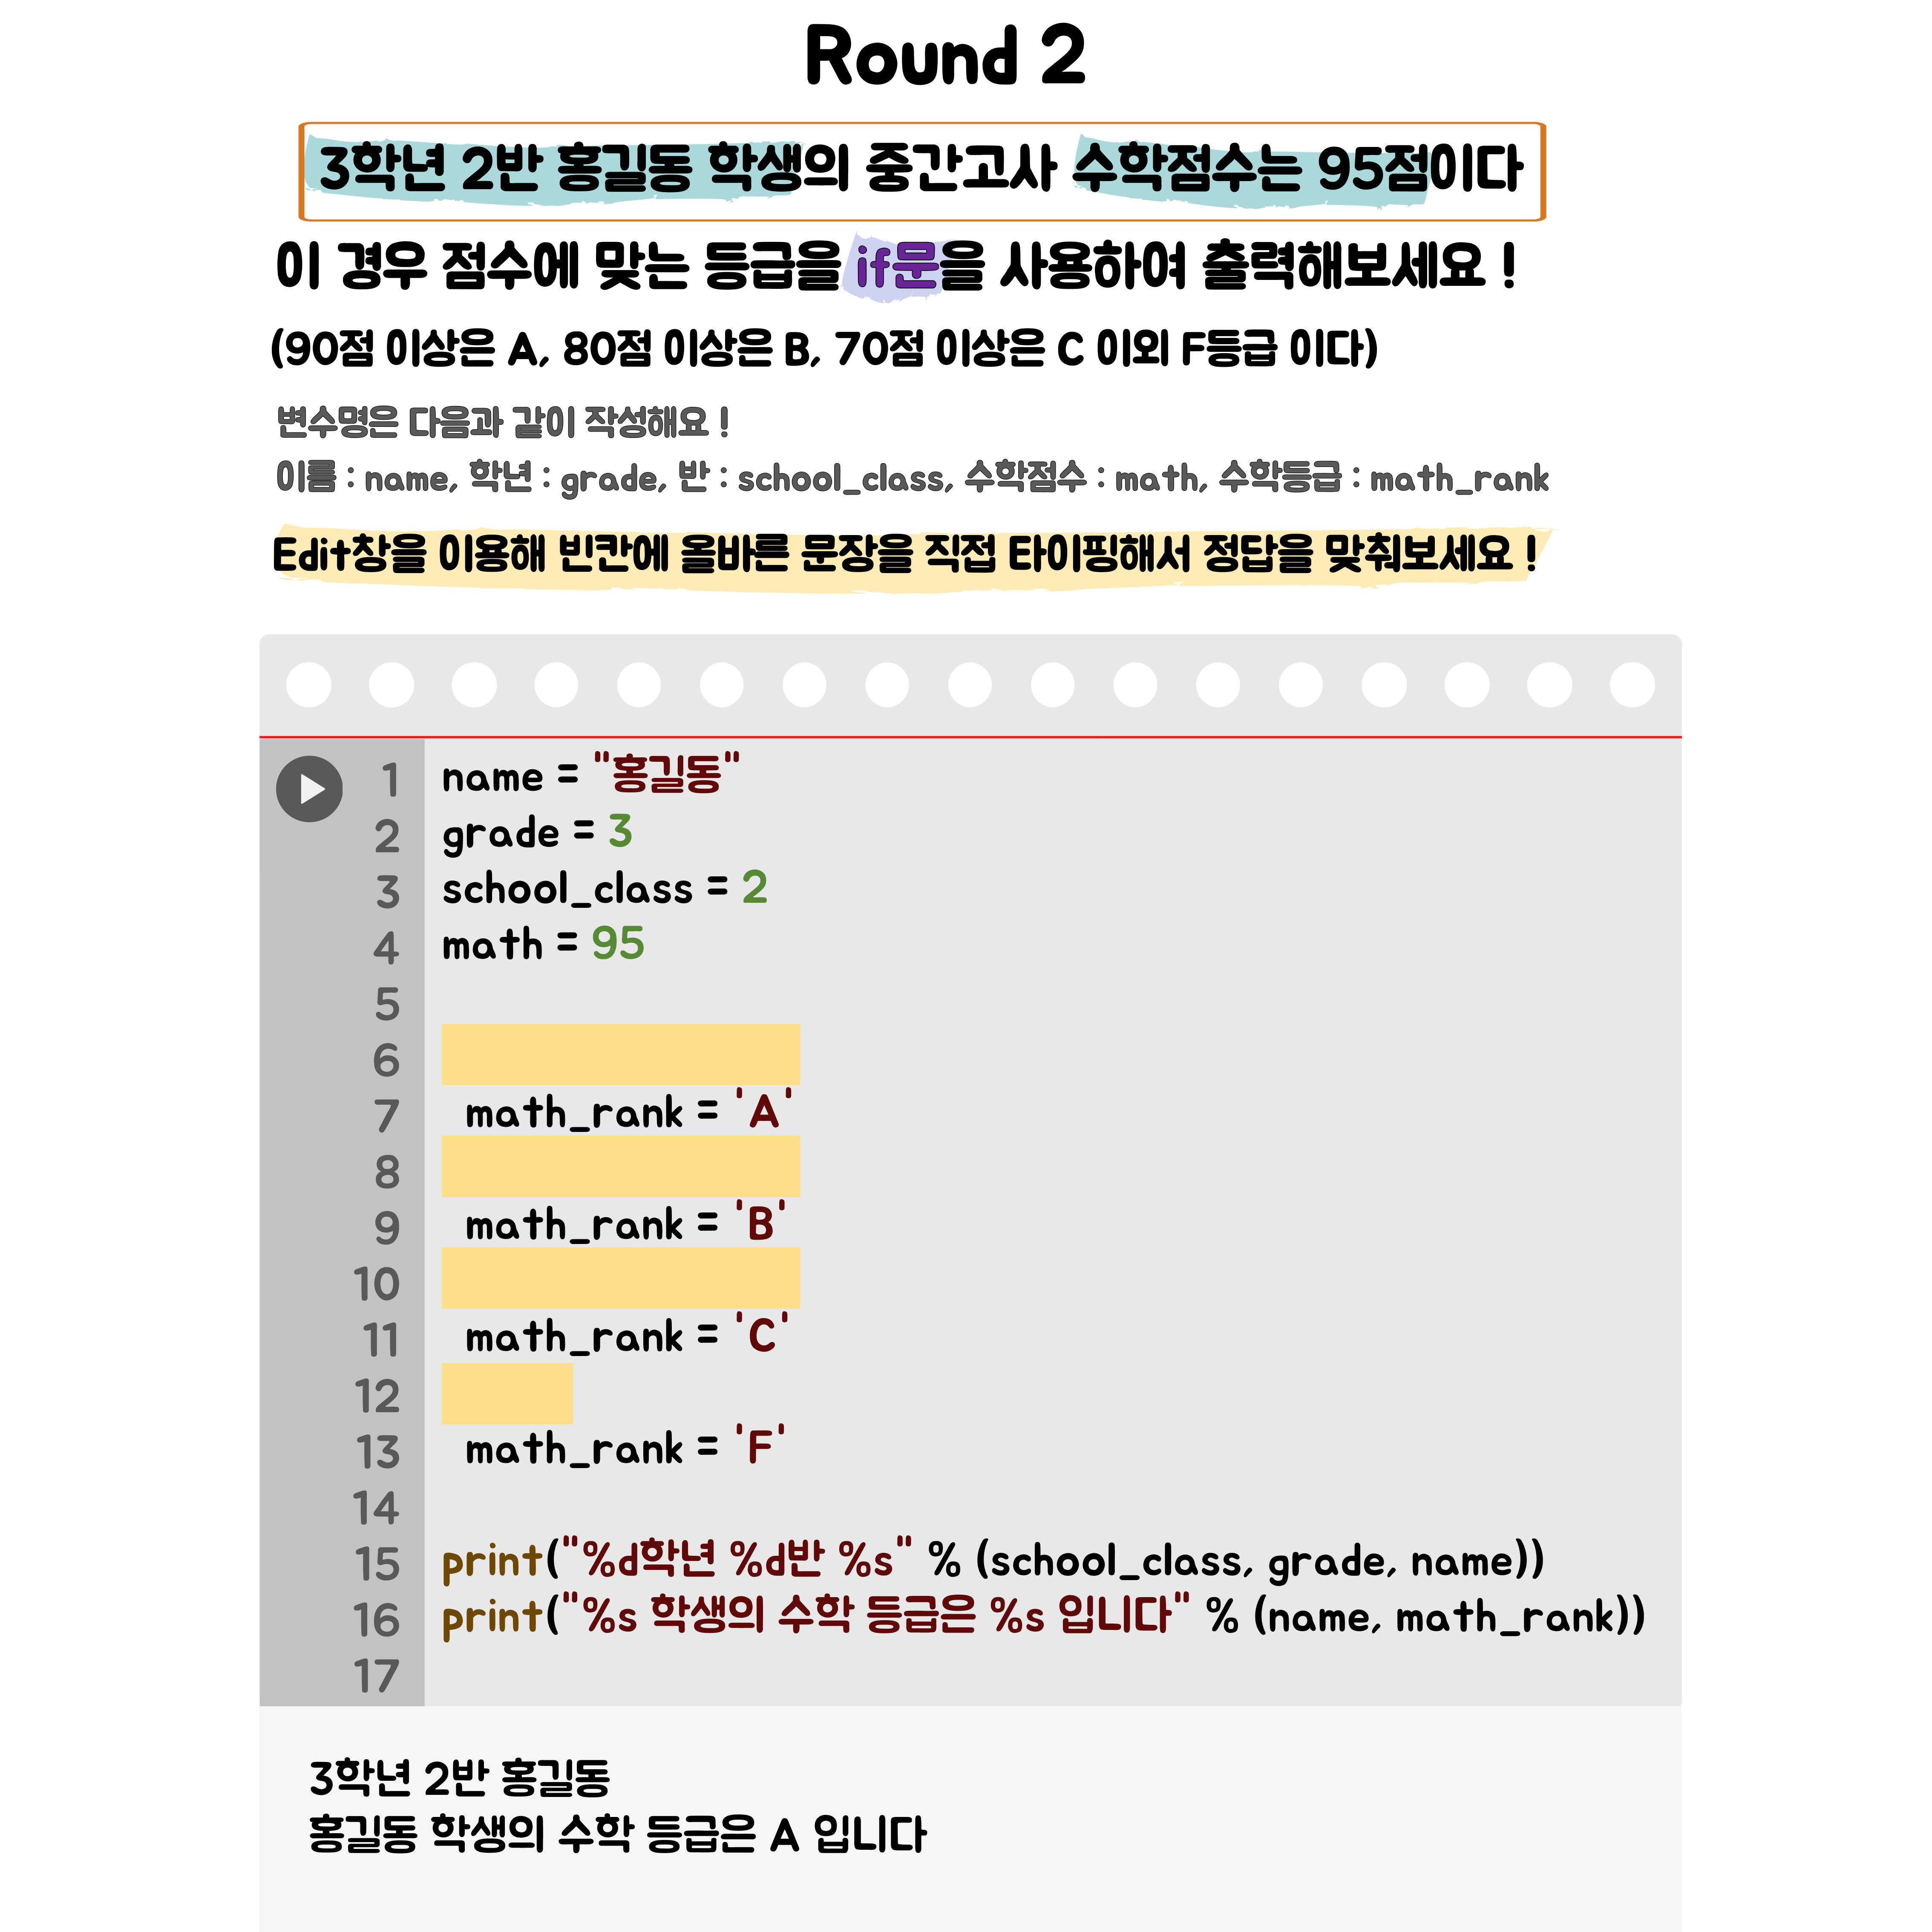 Round 2
3학년 2반 홍길동 학생의 중간고사 수학점수는 95점이다
이 경우 점수에 맞는 등급을 if문을 사용하여 출력해보세요 !
(90점 이상은 A, 80점 이상은 B, 70점 이상은 C 이외 F등급 이다)
변수명은 다음과 같이 작성해요 !
이름 : name, 학년 : grade, 반 : school_class, 수학점수 : math, 수학등급 : math_rank
Edit창을 이용해 빈칸에 올바른 문장을 직접 타이핑해서 정답을 맞춰보세요 !
1 name = "홍길동"
2 grade = 3
3 school_class = 2
4 math = 95
5
6
7 math_rank = 'A'
8
9 math_rank = 'B'
10
11 math_rank = 'C'
12
13 math_rank = 'F'
14
15 print("%d학년 %d반 %s" % (school_class, grade, name))
16 print("%s 학생의 수학 등급은 %s 입니다" % (name, math_rank))
17
3학년 2반 홍길동
홍길동 학생의 수학 등급은 A 입니다